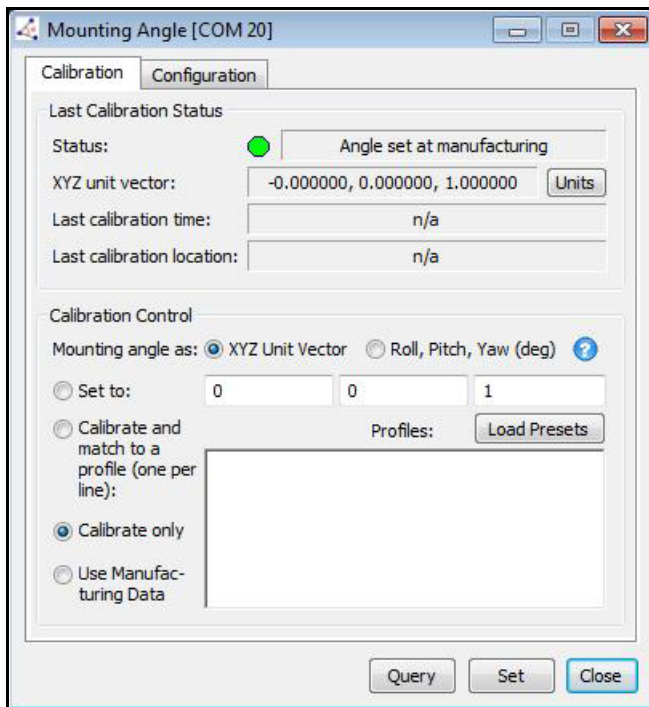 Mounting Angle [COM 20]
Calibration Configuration
Last Calibration Status
Status: Angle set at manufacturing
XYZ unit vector: -0.000000, 0.000000, 1.000000 Units
Last calibration time: n/a
Last calibration location: n/a
Calibration Control
Mounting angle as: XYZ Unit Vector Roll, Pitch, Yaw (deg) ?
Set to: 0 0 1
Calibrate and Profiles: Load Presets
match to a
profile (one per
line):
Calibrate only
Use Manufac-
turing Data
Query Set Close